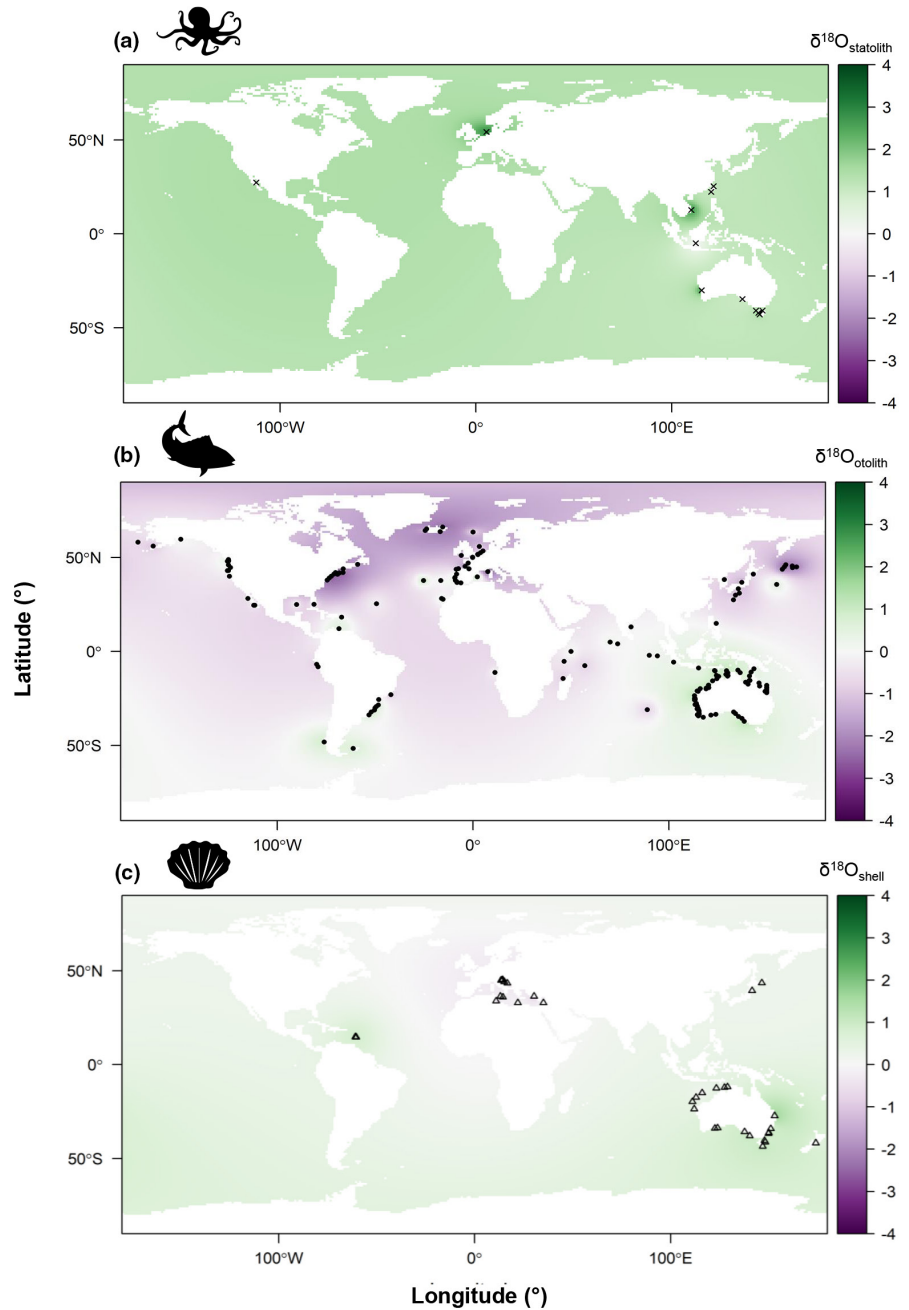 (a)
δ18Ostatolith
50°N
0°
50°S
4
3
2
1
0
-1
-2
-3
-4
100°W
0°
100°E
(b)
δ18Ootolith
50°N
0°
50°S
4
3
2
1
0
-1
-2
-3
-4
100°W
0°
100°E
Latitude (°)
(c)
δ18Oshell
50°N
0°
50°S
4
3
2
1
0
-1
-2
-3
-4
100°W
0°
100°E
Longitude (°)